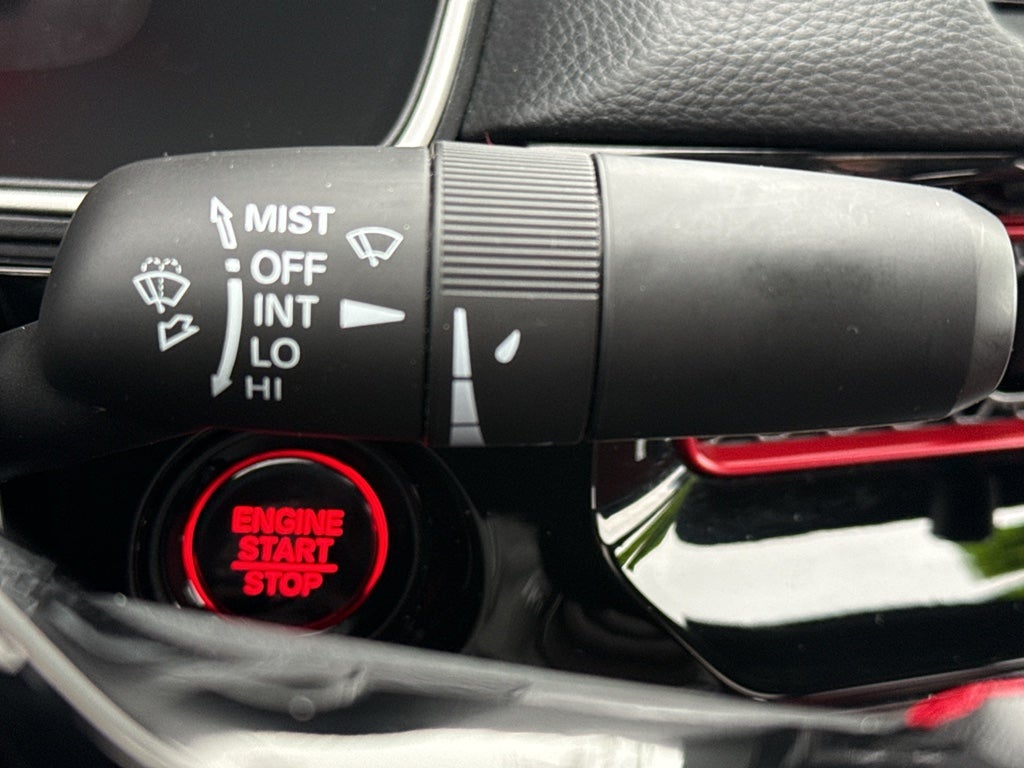 MIST
OFF
INT
LO
HI
ENGINE
START
STOP